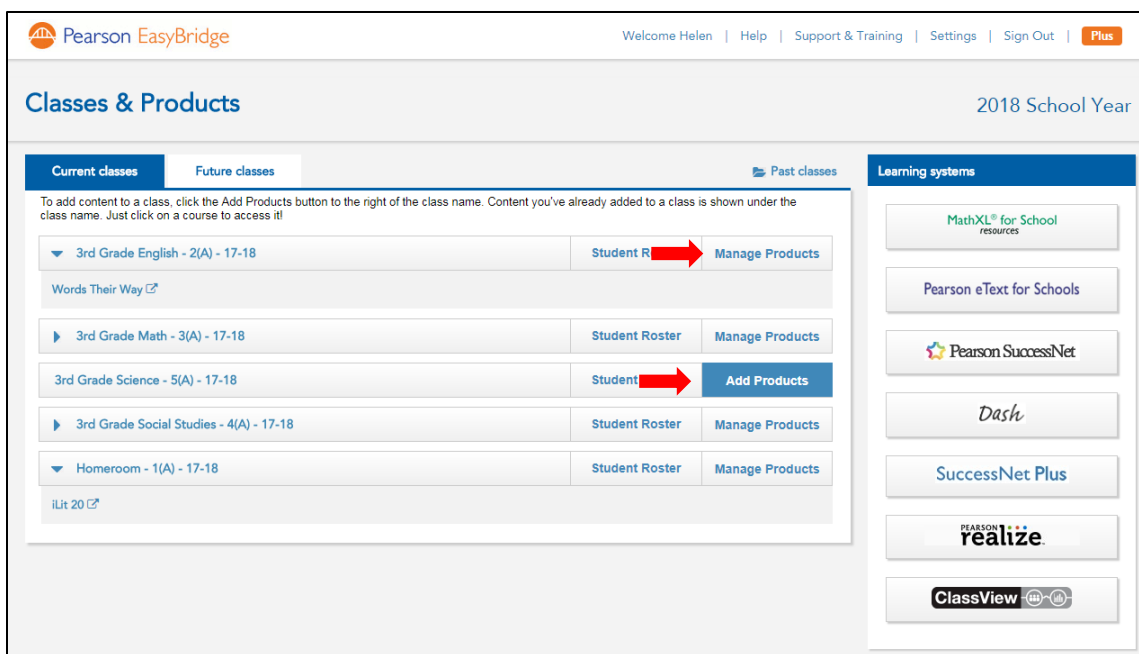 Pearson EasyBridge
Welcome Helen | Help | Support & Training | Settings | Sign Out | Plus
Classes & Products
2018 School Year
Current classes
Future classes
Past classes
To add content to a class, click the Add Products button to the right of the class name. Content you've already added to a class is shown under the
class name. Just click on a course to access it!
3rd Grade English - 2(A) - 17-18
Student
Manage Products
Words Their Way
3rd Grade Math - 3(A) - 17-18
Student Roster
Manage Products
3rd Grade Science - 5(A) - 17-18
Student
Add Products
3rd Grade Social Studies - 4(A) - 17-18
Student Roster
Manage Products
Homeroom - 1(A) - 17-18
Student Roster
Manage Products
iLit 20
Learning systems
MathXL® for School
resources
Pearson eText for Schools
Pearson SuccessNet
Dash
SuccessNet Plus
PEARSON
realize™
ClassView